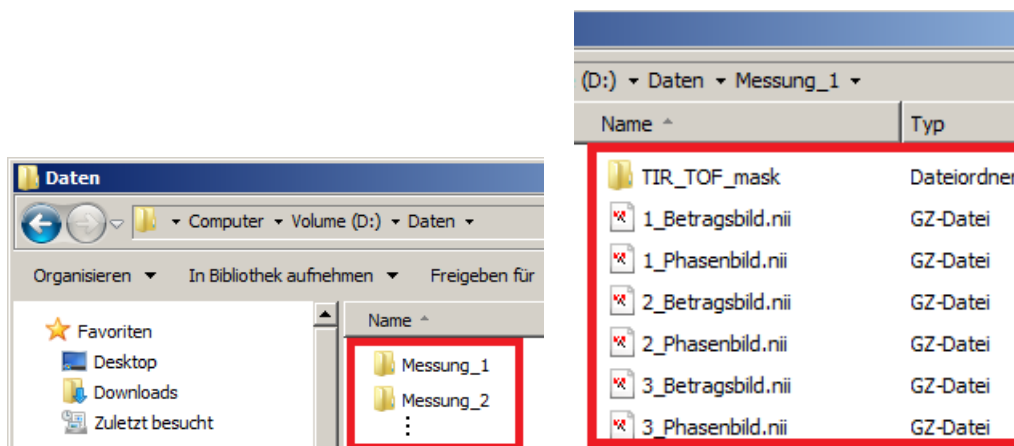 Daten
Computer Volume (D:) Daten
Organisieren In Bibliothek aufnehmen Freigeben für
Favoriten
Desktop
Downloads
Zuletzt besucht
Name
Messung_1
Messung_2
(D:) Daten Messung_1
Name Typ
TIR_TOF_mask Dateiordner
1_Betragsbild.nii GZ-Datei
1_Phasenbild.nii GZ-Datei
2_Betragsbild.nii GZ-Datei
2_Phasenbild.nii GZ-Datei
3_Betragsbild.nii GZ-Datei
3_Phasenbild.nii GZ-Datei